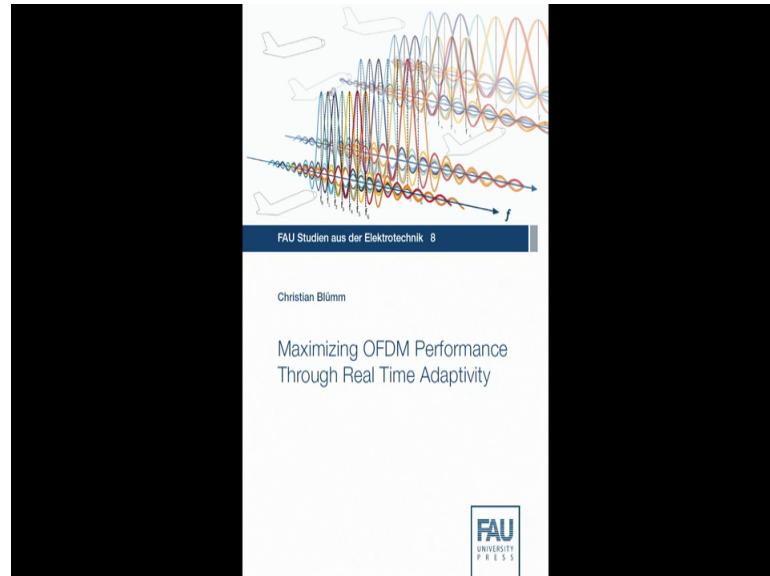 f
FAU Studien aus der Elektrotechnik 8
Christian Blümm
Maximizing OFDM Performance
Through Real Time Adaptivity
FAU
UNIVERSITY
PRESS